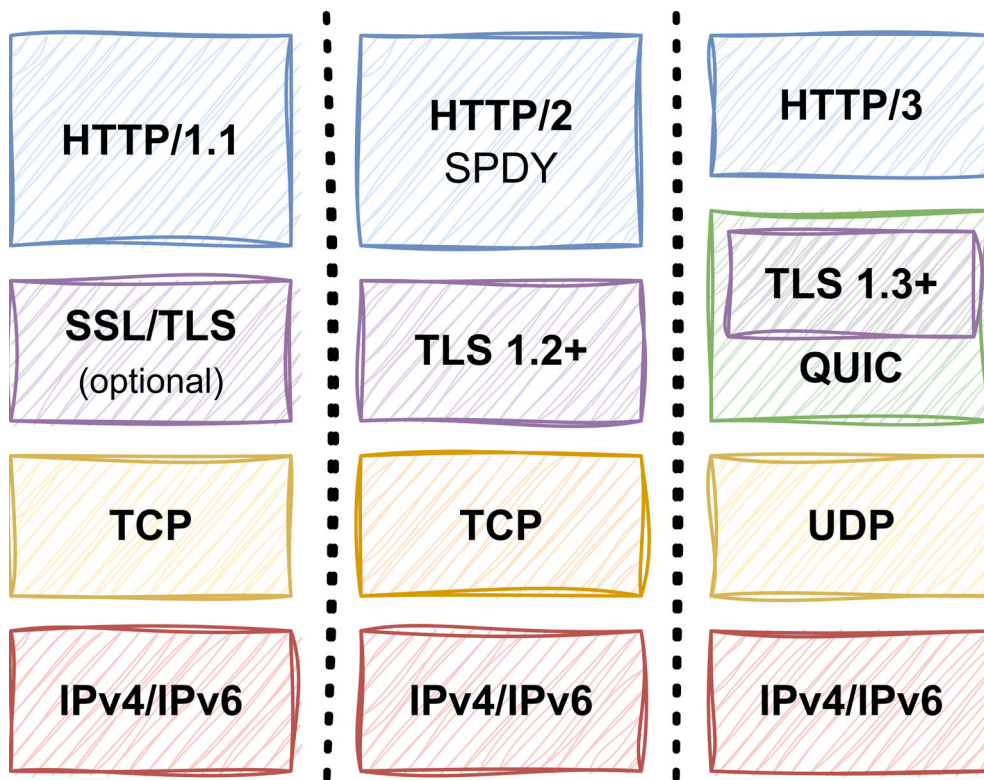 HTTP/1.1
SSL/TLS
(optional)
TCP
IPv4/IPv6
HTTP/2
SPDY
TLS 1.2+
TCP
IPv4/IPv6
HTTP/3
TLS 1.3+
QUIC
UDP
IPv4/IPv6